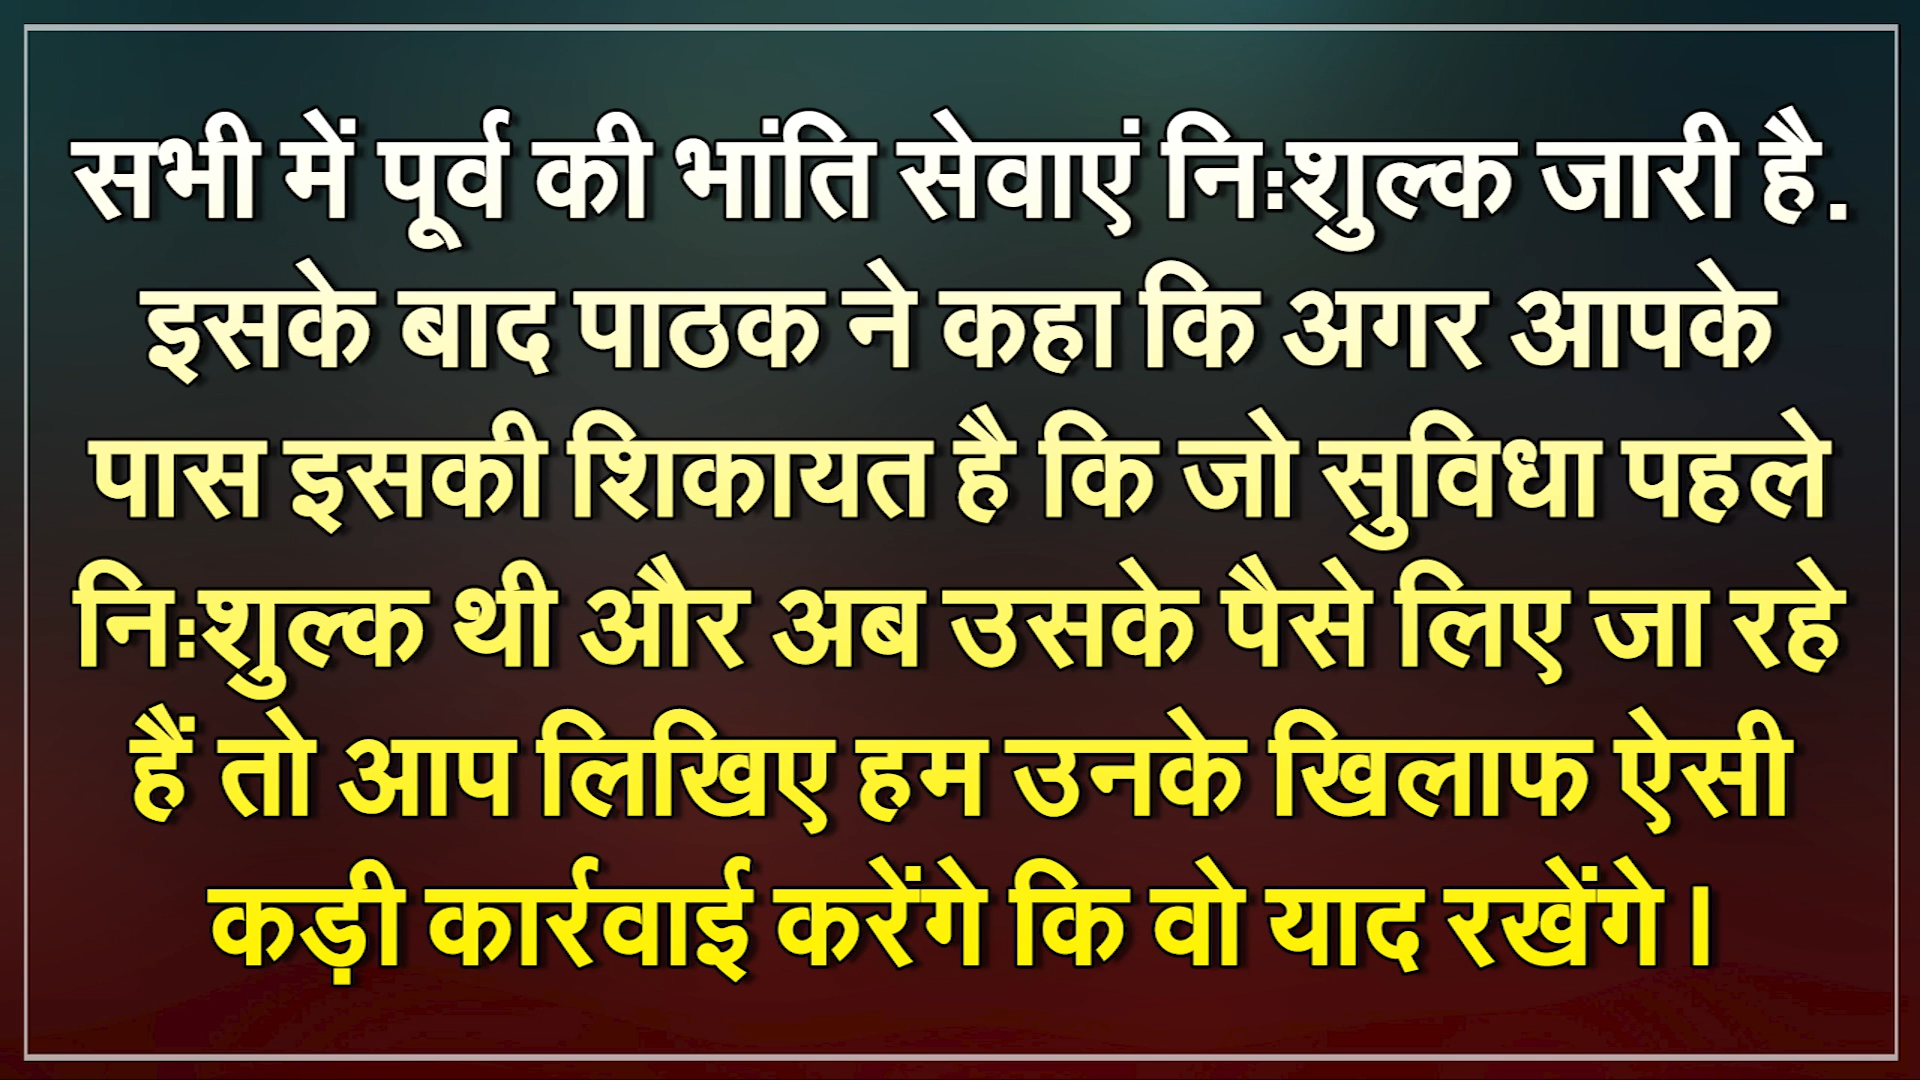 सभी में पूर्व की भांति सेवाएं निःशुल्क जारी है.
इसके बाद पाठक ने कहा कि अगर आपके
पास इसकी शिकायत है कि जो सुविधा पहले
निःशुल्क थी और अब उसके पैसे लिए जा रहे
हैं तो आप लिखिए हम उनके खिलाफ ऐसी
कड़ी कार्रवाई करेंगे कि वो याद रखेंगे।